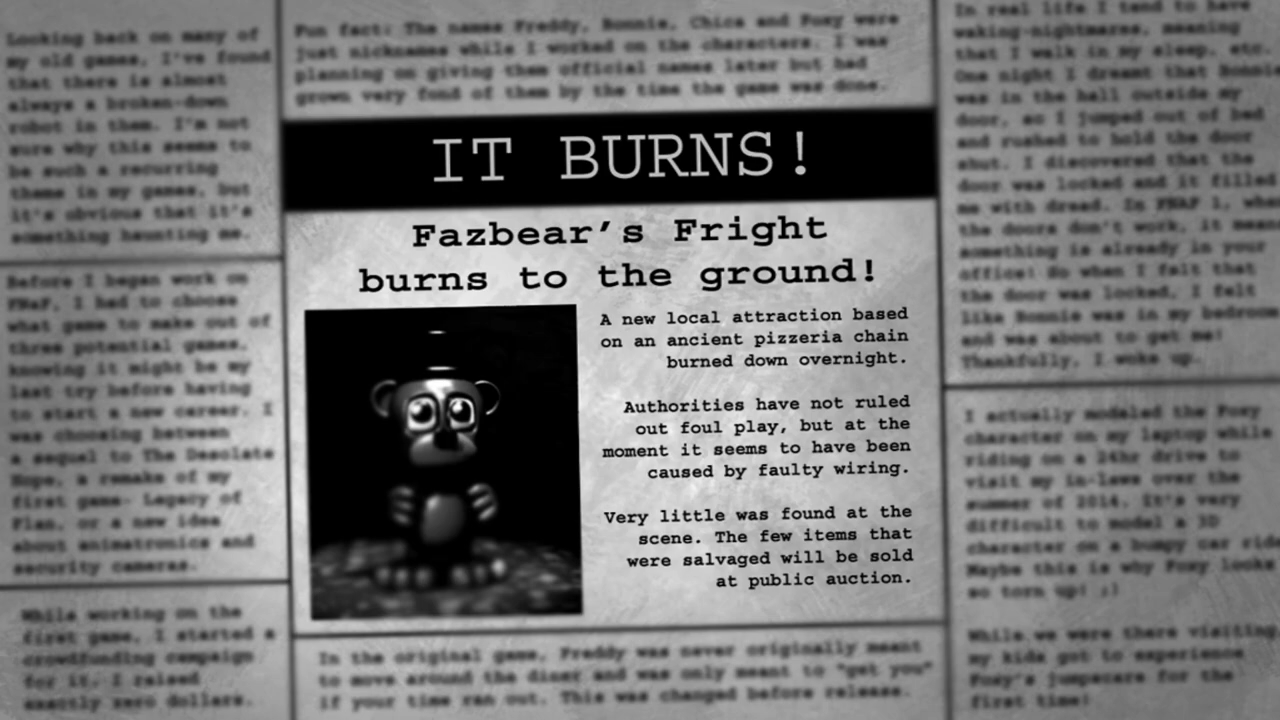 Looking back on many of
my old games, I've found
that there is almost
always a broken-down
robot in them. I'm not
sure why this seems to
be such a recurring
theme in my games, but
it's obvious that it's
something haunting me.
Before I began work on
FNaF, I had to choose
what game to make out of
three potential games,
knowing it might be my
last try before having
to start a new career. I
was choosing between
a sequel to The Desolate
Hope, a remake of my
first game- Legacy of
Flan, or a new idea
about animatronics and
security cameras.
While working on the
first game, I started a
crowdfunding campaign
for it. I raised
exactly zero dollars.
Fun fact: The names Freddy, Bonnie, Chica and Foxy were
just nicknames while I worked on the characters. I was
planning on giving them official names later but had
grown very fond of them by the time the game was done.
IT BURNS!
Fazbear's Fright
burns to the ground!
A new local attraction based
on an ancient pizzeria chain
burned down overnight.
Authorities have not ruled
out foul play, but at the
moment it seems to have been
caused by faulty wiring.
Very little was found at the
scene. The few items that
were salvaged will be sold
at public auction.
In the original game, Freddy was never originally meant
to move around the diner and was only meant to "get you"
if your time ran out. This was changed before release.
In real life I tend to have
waking-nightmares, meaning
that I walk in my sleep, etc.
One night I dreamt that Bonnie
was in the hall outside my
door, so I jumped out of bed
and rushed to hold the door
shut. I discovered that the
door was locked and it filled
me with dread. In FNAF 1, when
the doors don't work, it means
something is already in your
office! So when I felt that
the door was locked, I felt
like Bonnie was in my bedroom
and was about to get me!
Thankfully, I woke up.
I actually modeled the Foxy
character on my laptop while
riding on a 24hr drive to
visit my in-laws over the
summer of 2014. It's very
difficult to model a 3D
character on a bumpy car ride
Maybe this is why Foxy looks
so torn up! ;)
While we were there visiting,
my kids got to experience
Foxy's jumpscare for the
first time!